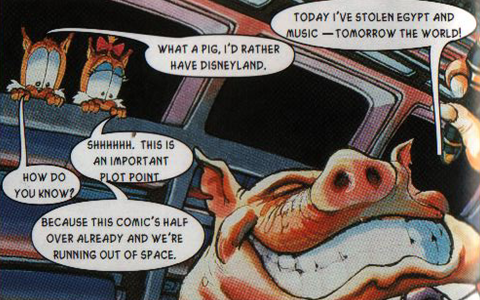 WHAT A PIG, I'D RATHER
HAVE DISNEYLAND.
TODAY I'VE STOLEN EGYPT AND
MUSIC — TOMORROW THE WORLD!
SHHHHHH. THIS IS
AN IMPORTANT
PLOT POINT
HOW DO
YOU KNOW?
BECAUSE THIS COMIC'S HALF
OVER ALREADY AND WE'RE
RUNNING OUT OF SPACE.